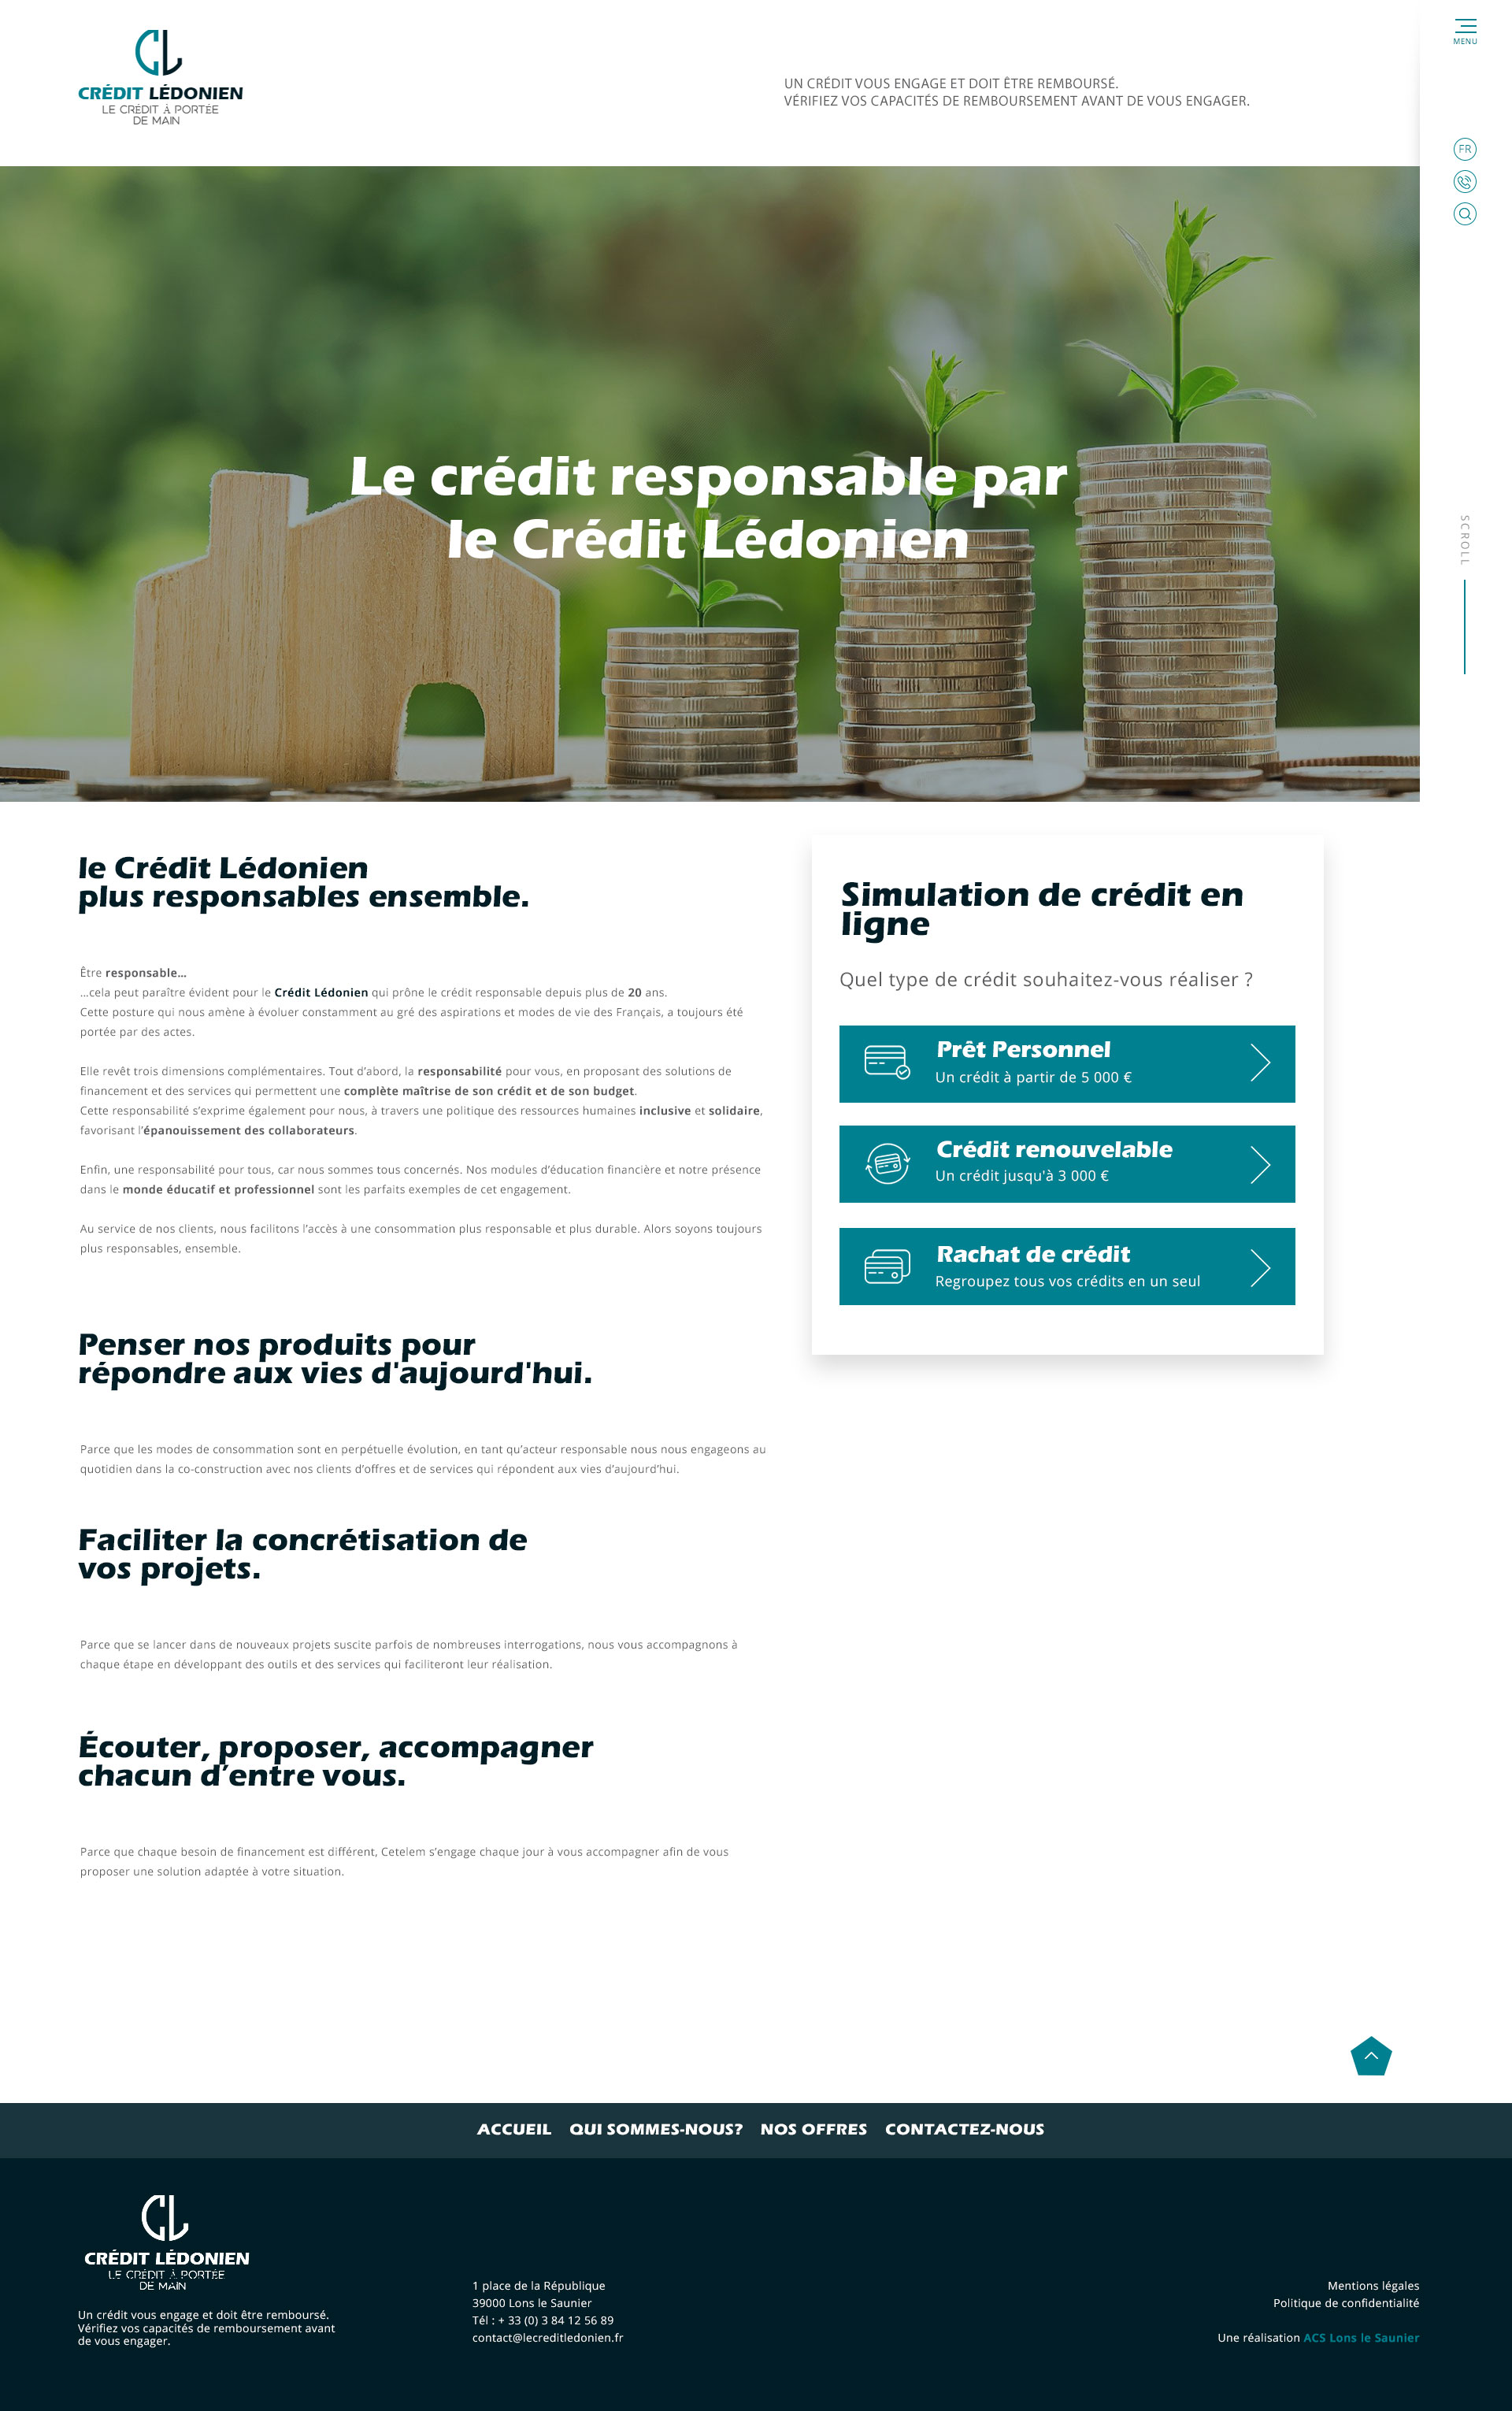 CRÉDIT LÉDONIEN
LE CRÉDIT À PORTÉE
DE MAIN
UN CRÉDIT VOUS ENGAGE ET DOIT ÊTRE REMBOURSÉ.
VÉRIFIEZ VOS CAPACITÉS DE REMBOURSEMENT AVANT DE VOUS ENGAGER.
MENU
FR
SCROLL
Le crédit responsable par
le Crédit Lédonien
le Crédit Lédonien
plus responsables ensemble.
Être responsable...
...cela peut paraître évident pour le Crédit Lédonien qui prône le crédit responsable depuis plus de 20 ans.
Cette posture qui nous amène à évoluer constamment au gré des aspirations et modes de vie des Français, a toujours été
portée par des actes.
Elle revêt trois dimensions complémentaires. Tout d’abord, la responsabilité pour vous, en proposant des solutions de
financement et des services qui permettent une complète maîtrise de son crédit et de son budget.
Cette responsabilité s’exprime également pour nous, à travers une politique des ressources humaines inclusive et solidaire,
favorisant l’épanouissement des collaborateurs.
Enfin, une responsabilité pour tous, car nous sommes tous concernés. Nos modules d’éducation financière et notre présence
dans le monde éducatif et professionnel sont les parfaits exemples de cet engagement.
Au service de nos clients, nous facilitons l’accès à une consommation plus responsable et plus durable. Alors soyons toujours
plus responsables, ensemble.
Simulation de crédit en
ligne
Quel type de crédit souhaitez-vous réaliser ?
Prêt Personnel
Un crédit à partir de 5 000 €
Crédit renouvelable
Un crédit jusqu'à 3 000 €
Rachat de crédit
Regroupez tous vos crédits en un seul
Penser nos produits pour
répondre aux vies d'aujourd'hui.
Parce que les modes de consommation sont en perpétuelle évolution, en tant qu’acteur responsable nous nous engageons au
quotidien dans la co-construction avec nos clients d’offres et de services qui répondent aux vies d’aujourd’hui.
Faciliter la concrétisation de
vos projets.
Parce que se lancer dans de nouveaux projets suscite parfois de nombreuses interrogations, nous vous accompagnons à
chaque étape en développant des outils et des services qui faciliteront leur réalisation.
Écouter, proposer, accompagner
chacun d’entre vous.
Parce que chaque besoin de financement est différent, Cetelem s’engage chaque jour à vous accompagner afin de vous
proposer une solution adaptée à votre situation.
ACCUEIL QUI SOMMES-NOUS? NOS OFFRES CONTACTEZ-NOUS
CRÉDIT LÉDONIEN
LE CRÉDIT À PORTÉE
DE MAIN
Un crédit vous engage et doit être remboursé.
Vérifiez vos capacités de remboursement avant
de vous engager.
1 place de la République
39000 Lons le Saunier
Tél : + 33 (0) 3 84 12 56 89
contact@lecreditledonien.fr
Mentions légales
Politique de confidentialité
Une réalisation ACS Lons le Saunier